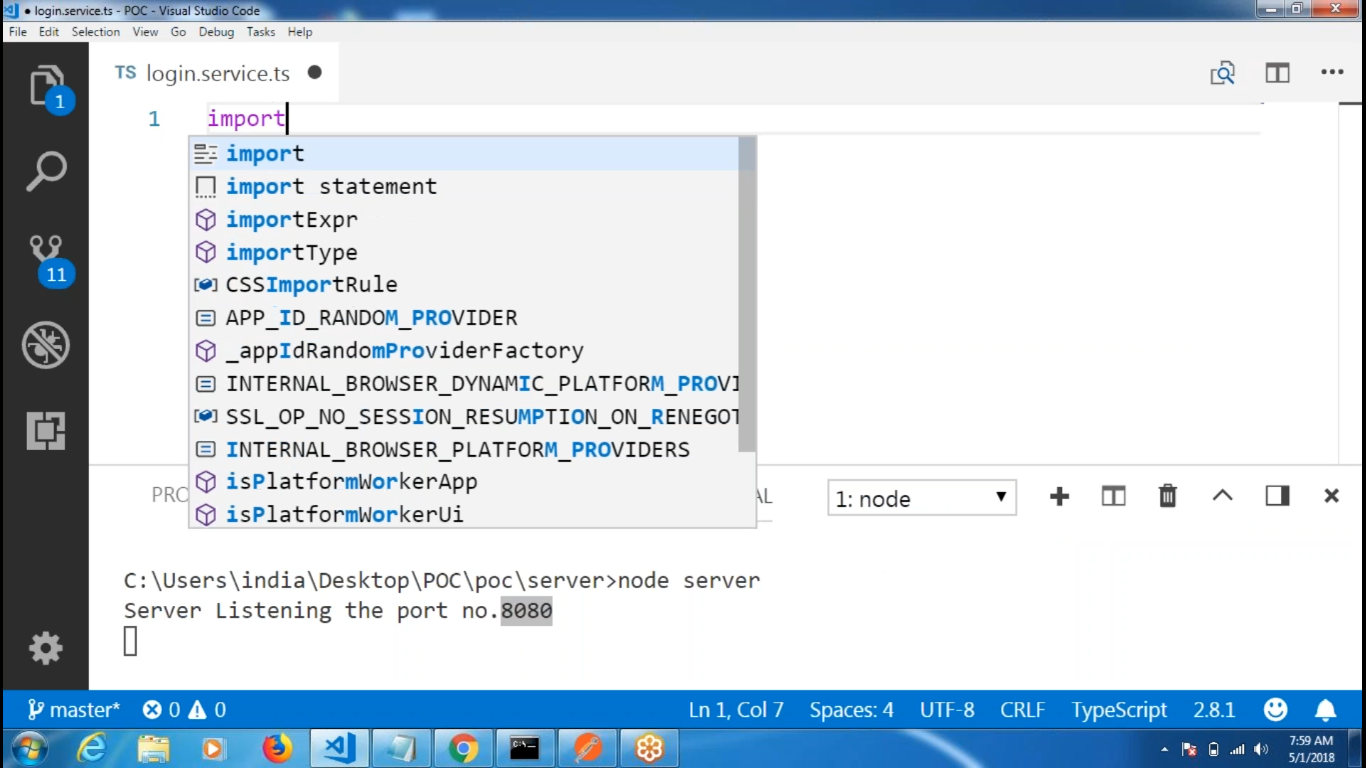 login.service.ts - POC - Visual Studio Code
File Edit Selection View Go Debug Tasks Help
1
TS login.service.ts
1 import
import
import statement
importExpr
importType
CSSImportRule
APP_ID_RANDOM_PROVIDER
_appIdRandomProviderFactory
INTERNAL_BROWSER_DYNAMIC_PLATFORM_PROVI
SSL_OP_NO_SESSION_RESUMPTION_ON_RENEGOT
INTERNAL_BROWSER_PLATFORM_PROVIDERS
isPlatformWorkerApp
isPlatformWorkerUi
11
PRO AL 1: node
C:\Users\india\Desktop\POC\poc\server>node server
Server Listening the port no.8080
master* 0 0 Ln 1, Col 7 Spaces: 4 UTF-8 CRLF TypeScript 2.8.1
7:59 AM
5/1/2018